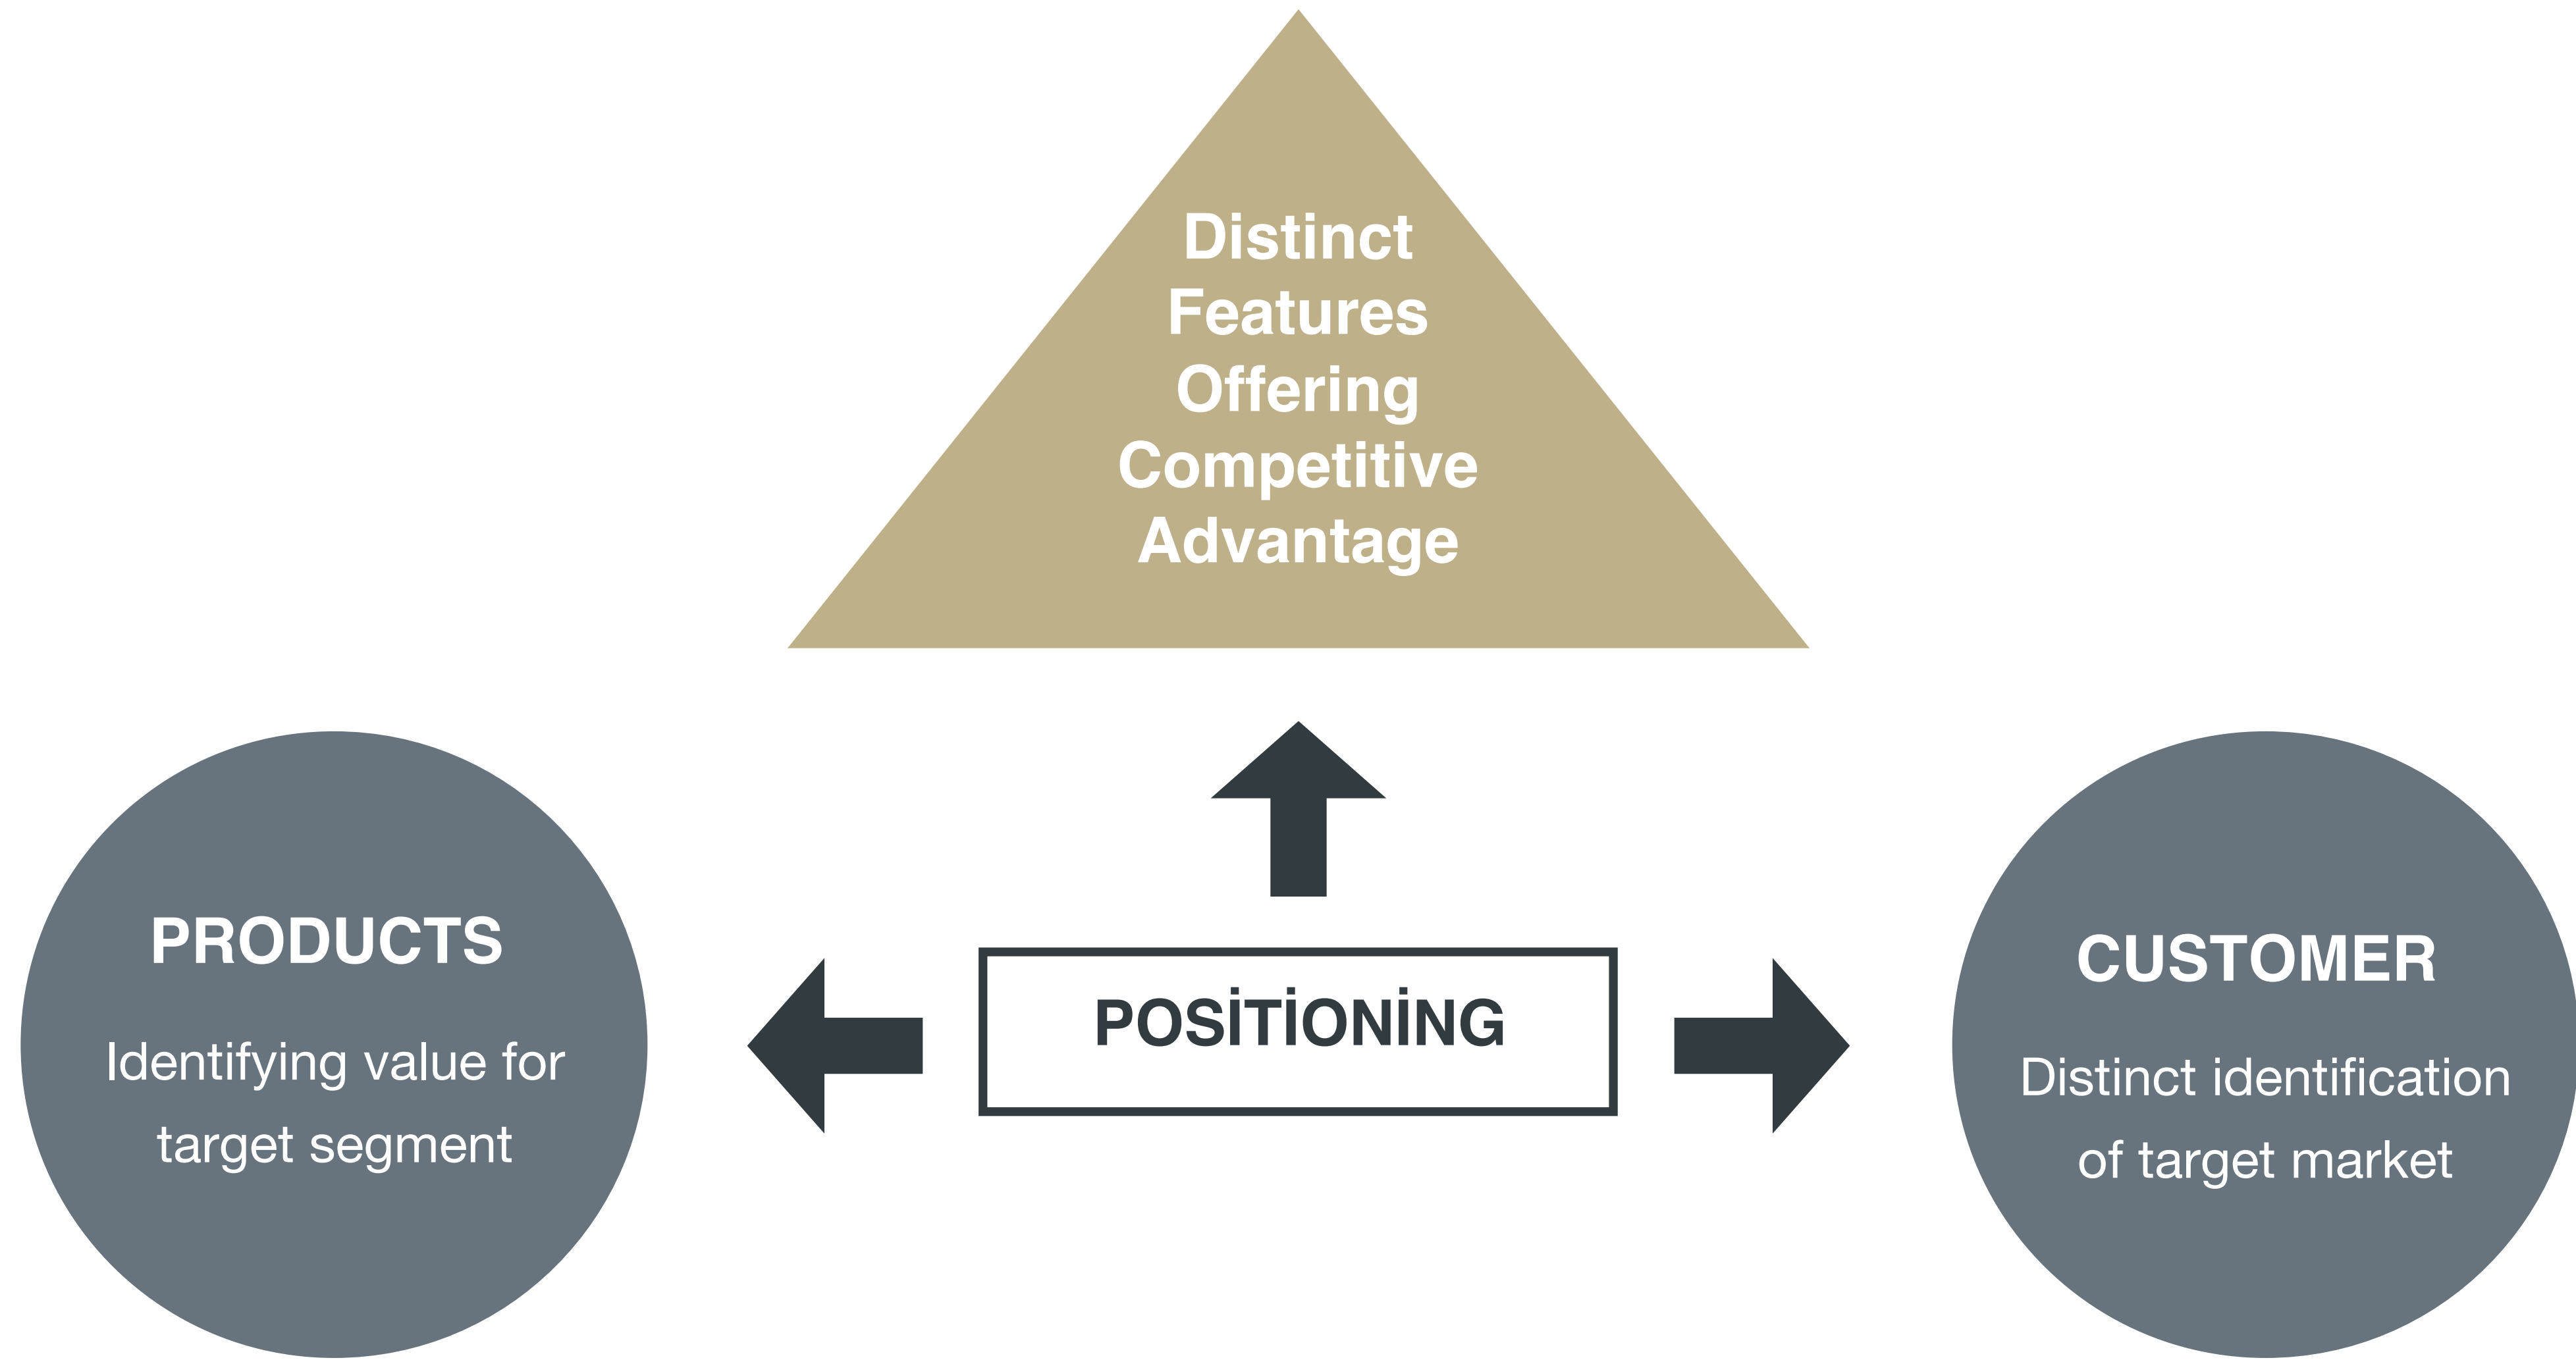 Distinct
Features
Offering
Competitive
Advantage
PRODUCTS
Identifying value for
target segment
POSİTİONİNG
CUSTOMER
Distinct identification
of target market